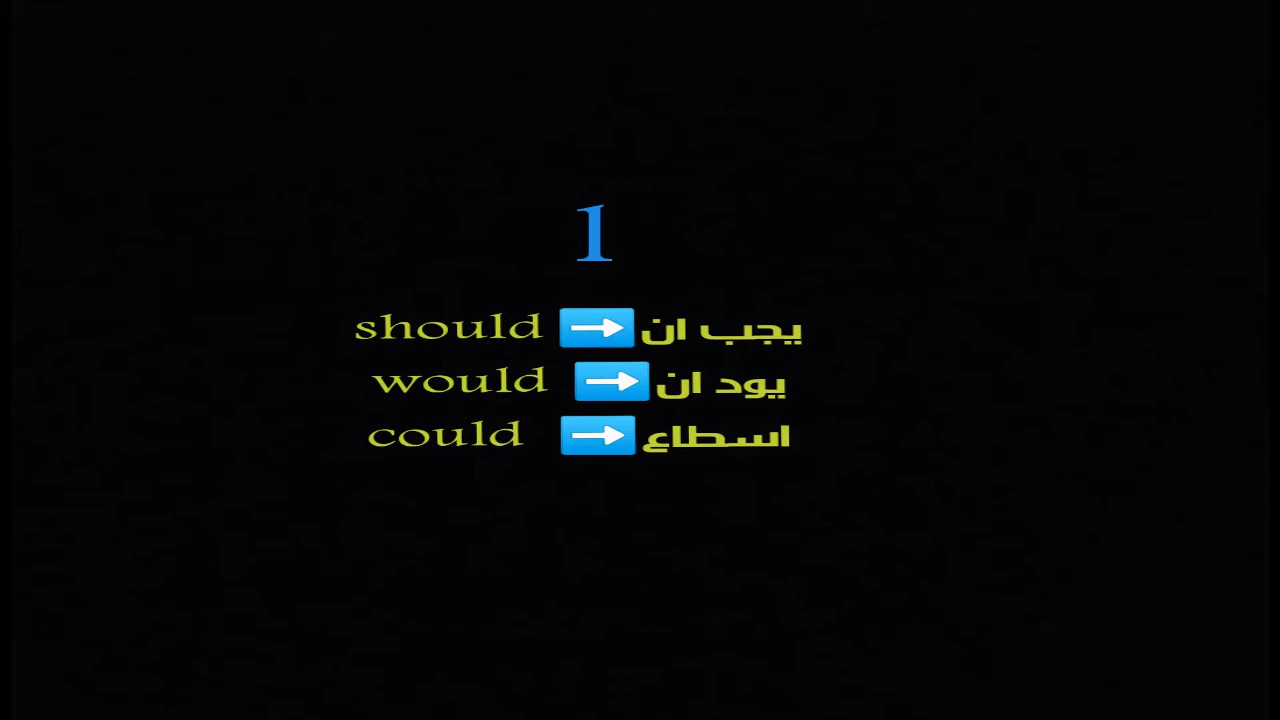 1
should ➡️ يجب ان
would ➡️ يود ان
could ➡️ اسطاع